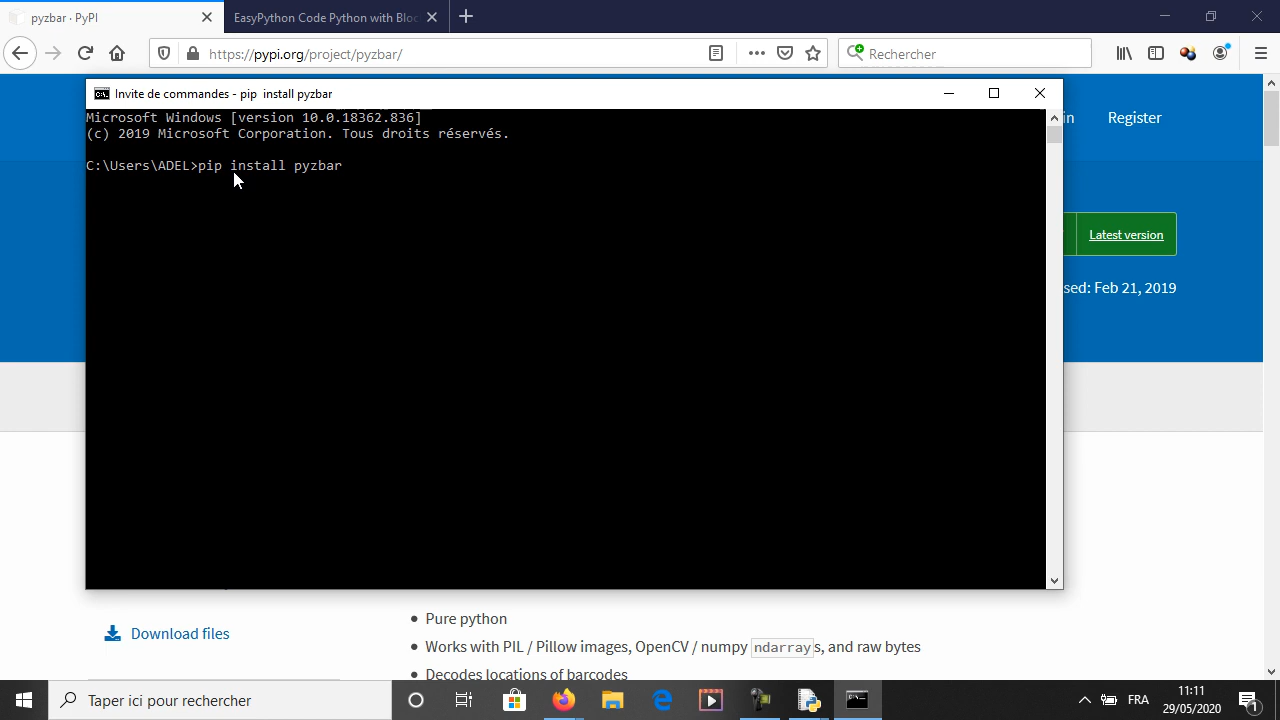 pyzbar · PyPI
EasyPython Code Python with Bloc
https://pypi.org/project/pyzbar/
Rechercher
Invite de commandes - pip  install pyzbar
Microsoft Windows [version 10.0.18362.836]
(c) 2019 Microsoft Corporation. Tous droits réservés.
C:\Users\ADEL>pip install pyzbar
in
Register
Latest version
sed: Feb 21, 2019
Download files
Pure python
Works with PIL / Pillow images, OpenCV / numpy ndarrays, and raw bytes
Decodes locations of barcodes
Taper ici pour rechercher
FRA
11:11
29/05/2020
1